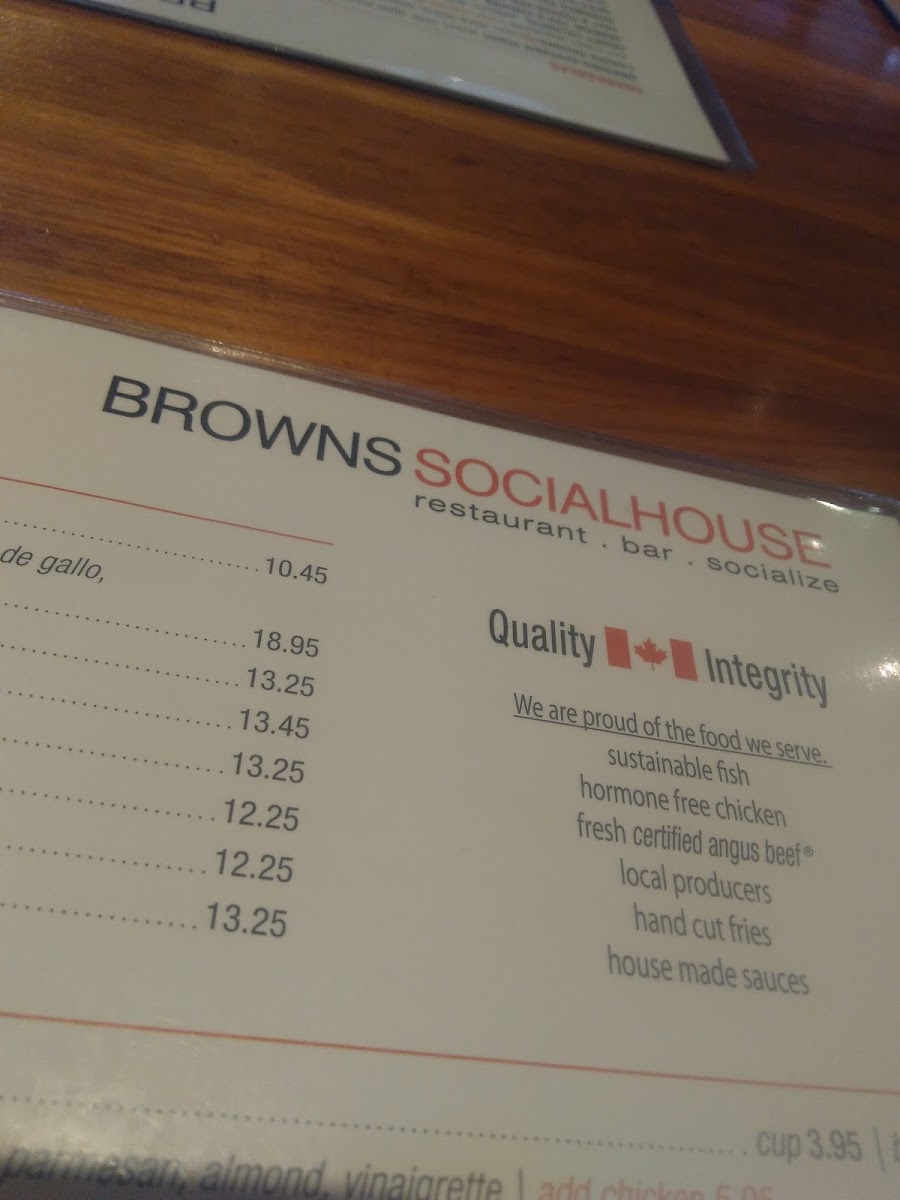 BROWNS SOCIALHOUSE
restaurant . bar . socialize
10.45
de gallo,
18.95
13.25
13.45
13.25
12.25
12.25
13.25
Quality Integrity
We are proud of the food we serve.
sustainable fish
hormone free chicken
fresh certified angus beef®
local producers
hand cut fries
house made sauces
cup 3.95 |
parmesan, almond, vinaigrette | add chicken